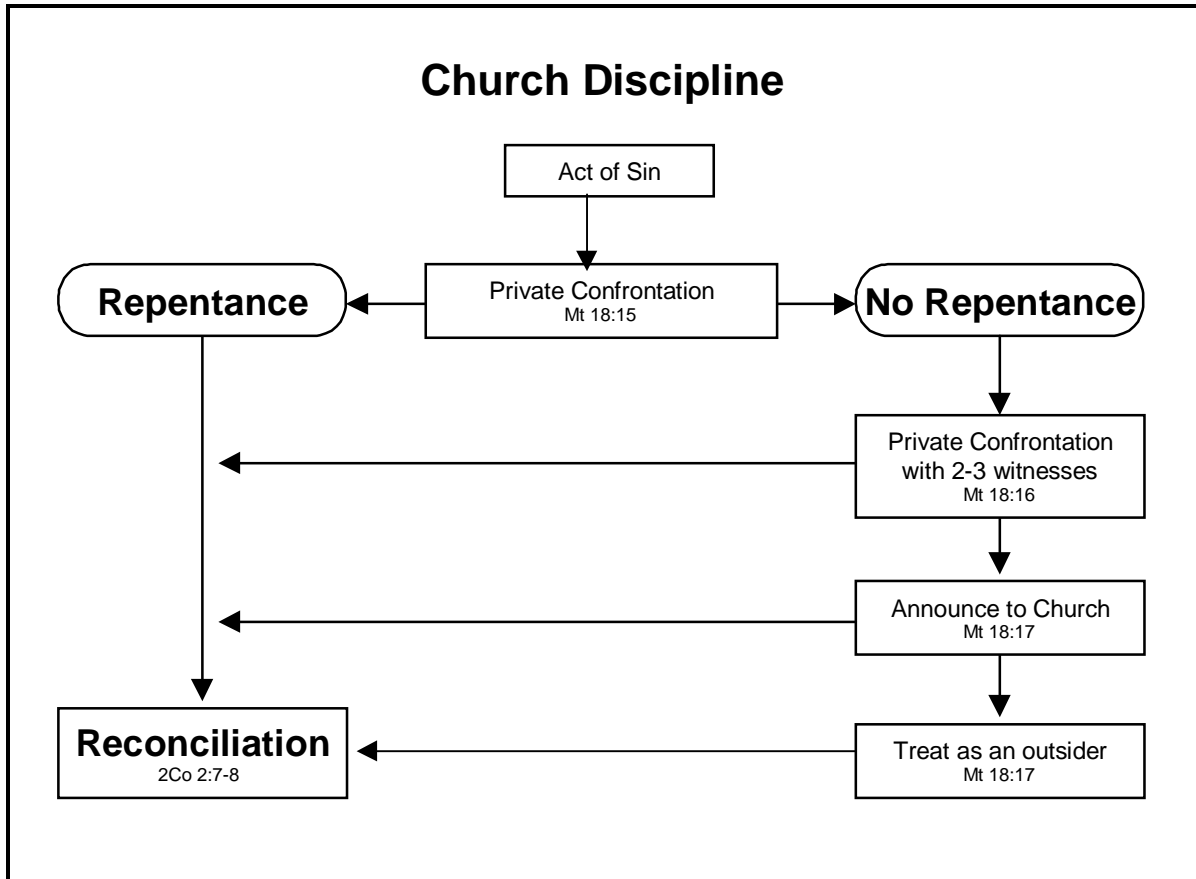 Church Discipline
Act of Sin
Repentance
Private Confrontation
Mt 18:15
No Repentance
Private Confrontation
with 2-3 witnesses
Mt 18:16
Announce to Church
Mt 18:17
Reconciliation
2Co 2:7-8
Treat as an outsider
Mt 18:17